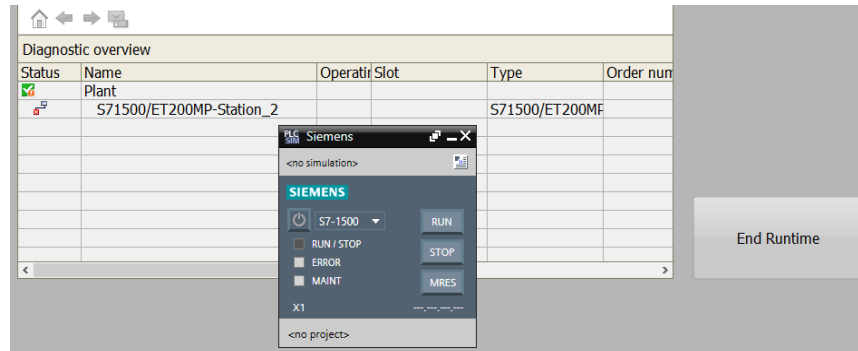 Diagnostic overview
Status Name Operatir Slot Type Order num
Plant
S71500/ET200MP-Station_2 S71500/ET200MP
PLC SIM Siemens
<no simulation>
SIEMENS
S7-1500 RUN
RUN / STOP
STOP
ERROR
MAINT MRES
X1 ---.---.---.---
<no project>
End Runtime